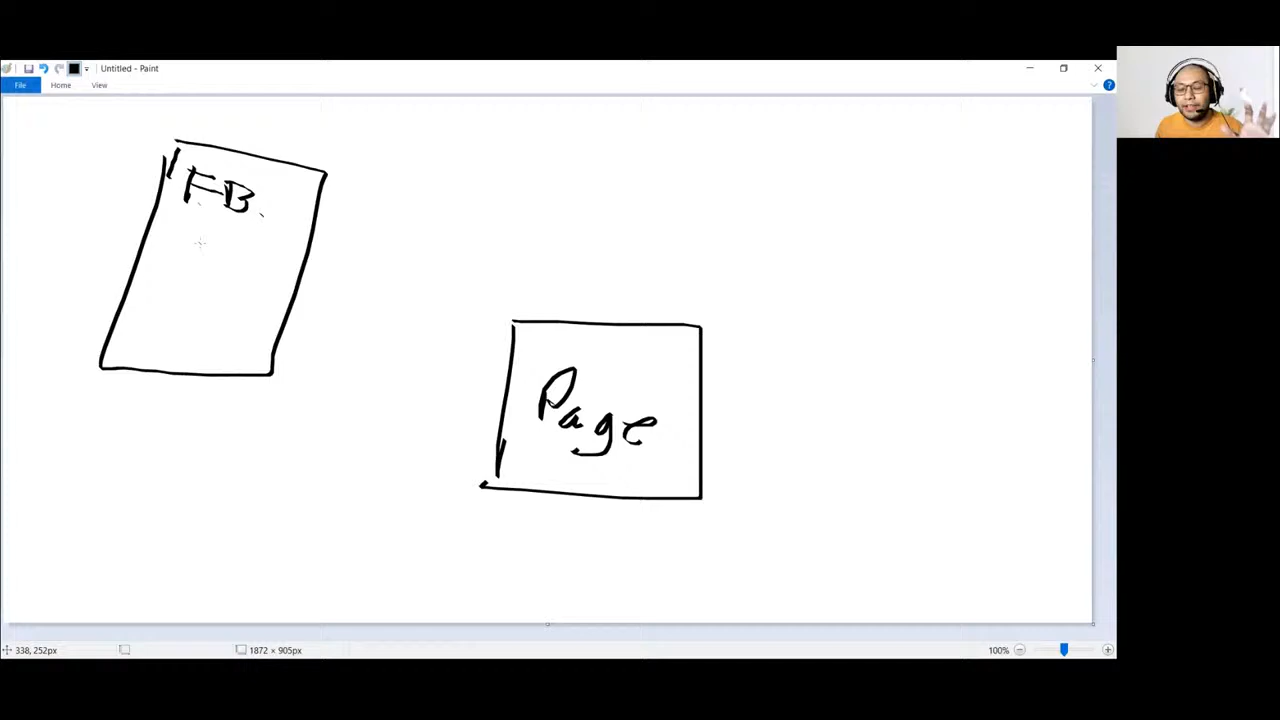 Untitled - Paint
File Home View
FB.
Page
338, 252px
1872 × 905px
100%